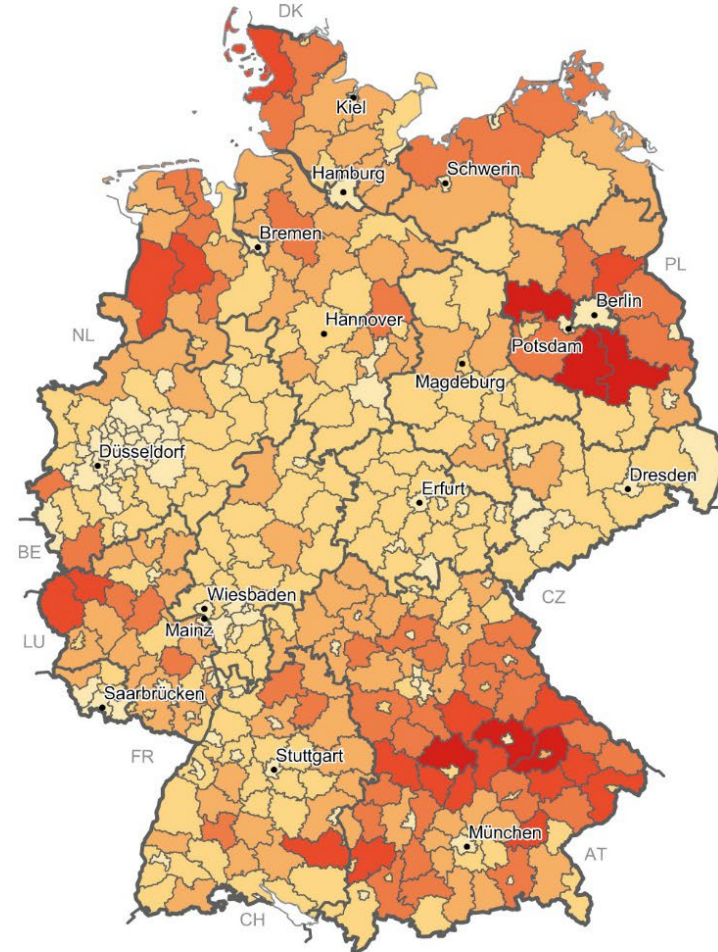 DK
Kiel
Hamburg
Schwerin
Bremen
PL
Berlin
Hannover
NL
Potsdam
Magdeburg
Düsseldorf
Erfurt
Dresden
BE
Wiesbaden
CZ
Mainz
LU
Saarbrücken
FR
Stuttgart
München
AT
CH